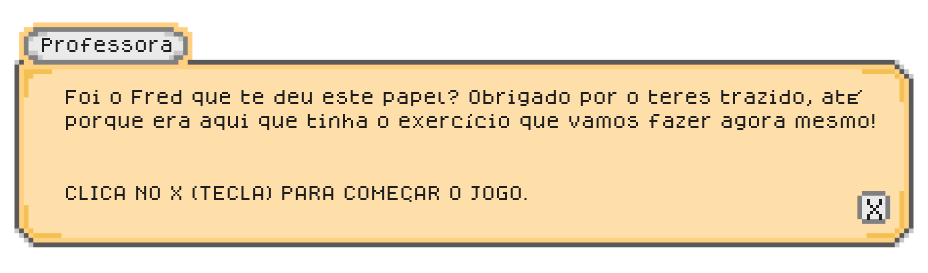 Professora
Foi o Fred que te deu este papel? Obrigado por o teres trazido, até
porque era aqui que tinha o exercício que vamos fazer agora mesmo!
CLICA NO X (TECLA) PARA COMEÇAR O JOGO.
X